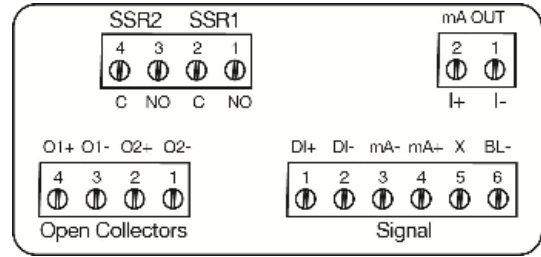 SSR2 SSR1
4 3 2 1
C NO C NO
mA OUT
2 1
I+ I-
O1+ O1- O2+ O2-
4 3 2 1
Open Collectors
DI+ DI- mA- mA+ X BL-
1 2 3 4 5 6
Signal